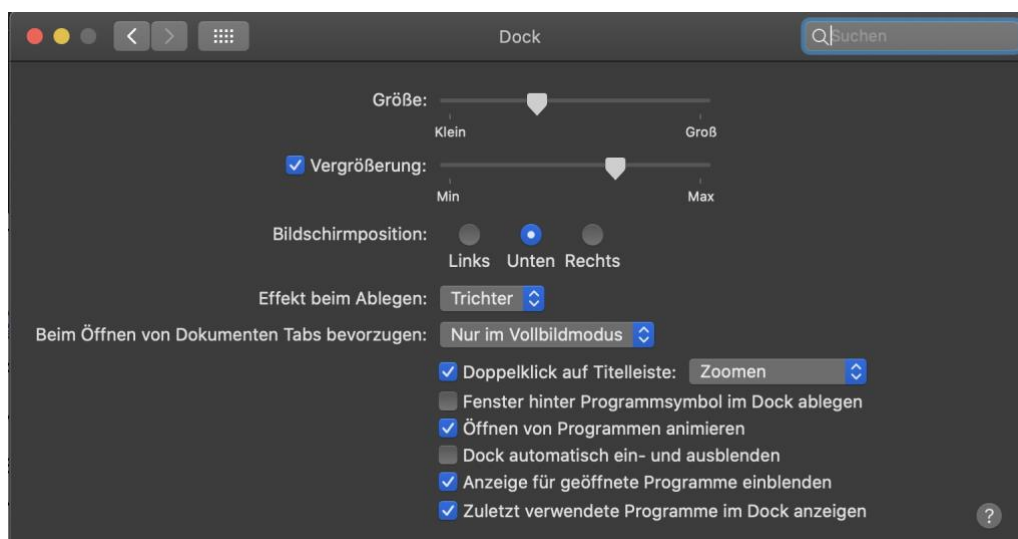 Dock
Suchen
Größe:
Klein Groß
Vergrößerung:
Min Max
Bildschirmposition:
Links Unten Rechts
Effekt beim Ablegen: Trichter
Beim Öffnen von Dokumenten Tabs bevorzugen: Nur im Vollbildmodus
Doppelklick auf Titelleiste: Zoomen
Fenster hinter Programmsymbol im Dock ablegen
Öffnen von Programmen animieren
Dock automatisch ein- und ausblenden
Anzeige für geöffnete Programme einblenden
Zuletzt verwendete Programme im Dock anzeigen
?